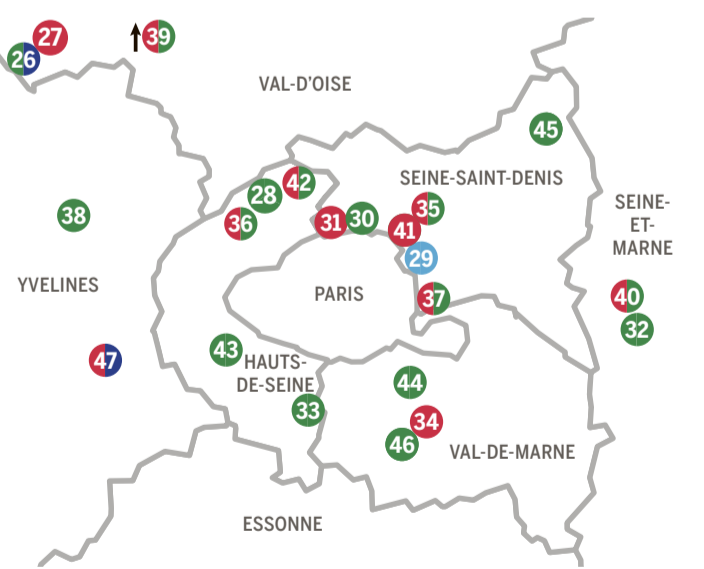 27
39
26
VAL-D'OISE
45
SEINE-SAINT-DENIS
42
28
38
36
35
31
30
41
SEINE-
ET-
MARNE
29
YVELINES
PARIS
37
40
32
43
47
HAUTS-
DE-SEINE
44
33
34
46
VAL-DE-MARNE
ESSONNE